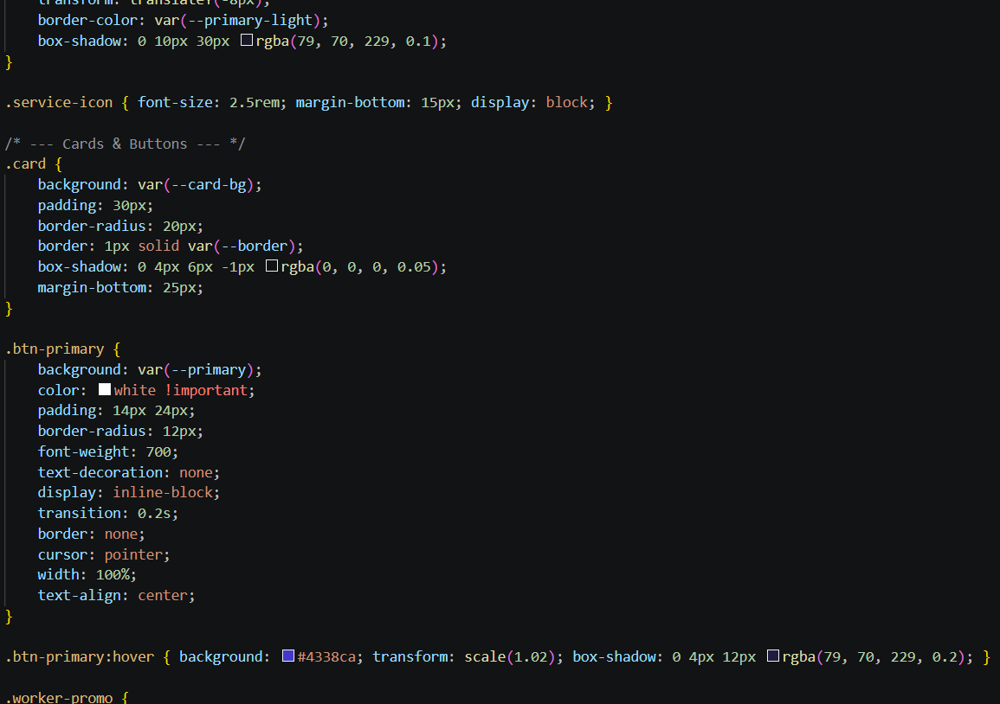 transform: translateY(-8px);
    border-color: var(--primary-light);
    box-shadow: 0 10px 30px rgba(79, 70, 229, 0.1);
}

.service-icon { font-size: 2.5rem; margin-bottom: 15px; display: block; }

/* --- Cards & Buttons --- */
.card {
    background: var(--card-bg);
    padding: 30px;
    border-radius: 20px;
    border: 1px solid var(--border);
    box-shadow: 0 4px 6px -1px rgba(0, 0, 0, 0.05);
    margin-bottom: 25px;
}

.btn-primary {
    background: var(--primary);
    color: white !important;
    padding: 14px 24px;
    border-radius: 12px;
    font-weight: 700;
    text-decoration: none;
    display: inline-block;
    transition: 0.2s;
    border: none;
    cursor: pointer;
    width: 100%;
    text-align: center;
}

.btn-primary:hover { background: #4338ca; transform: scale(1.02); box-shadow: 0 4px 12px rgba(79, 70, 229, 0.2); }

.worker-promo {